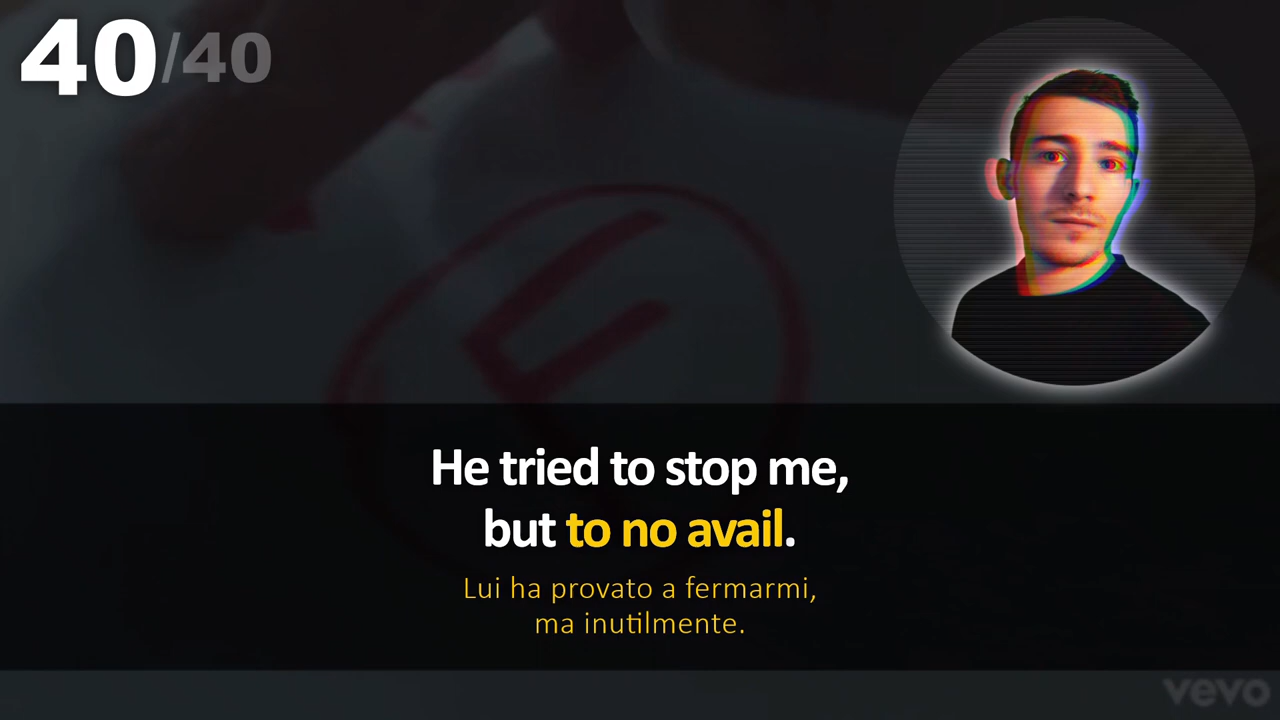 40/40
F
He tried to stop me,
but to no avail.
Lui ha provato a fermarmi,
ma inutilmente.
vevo